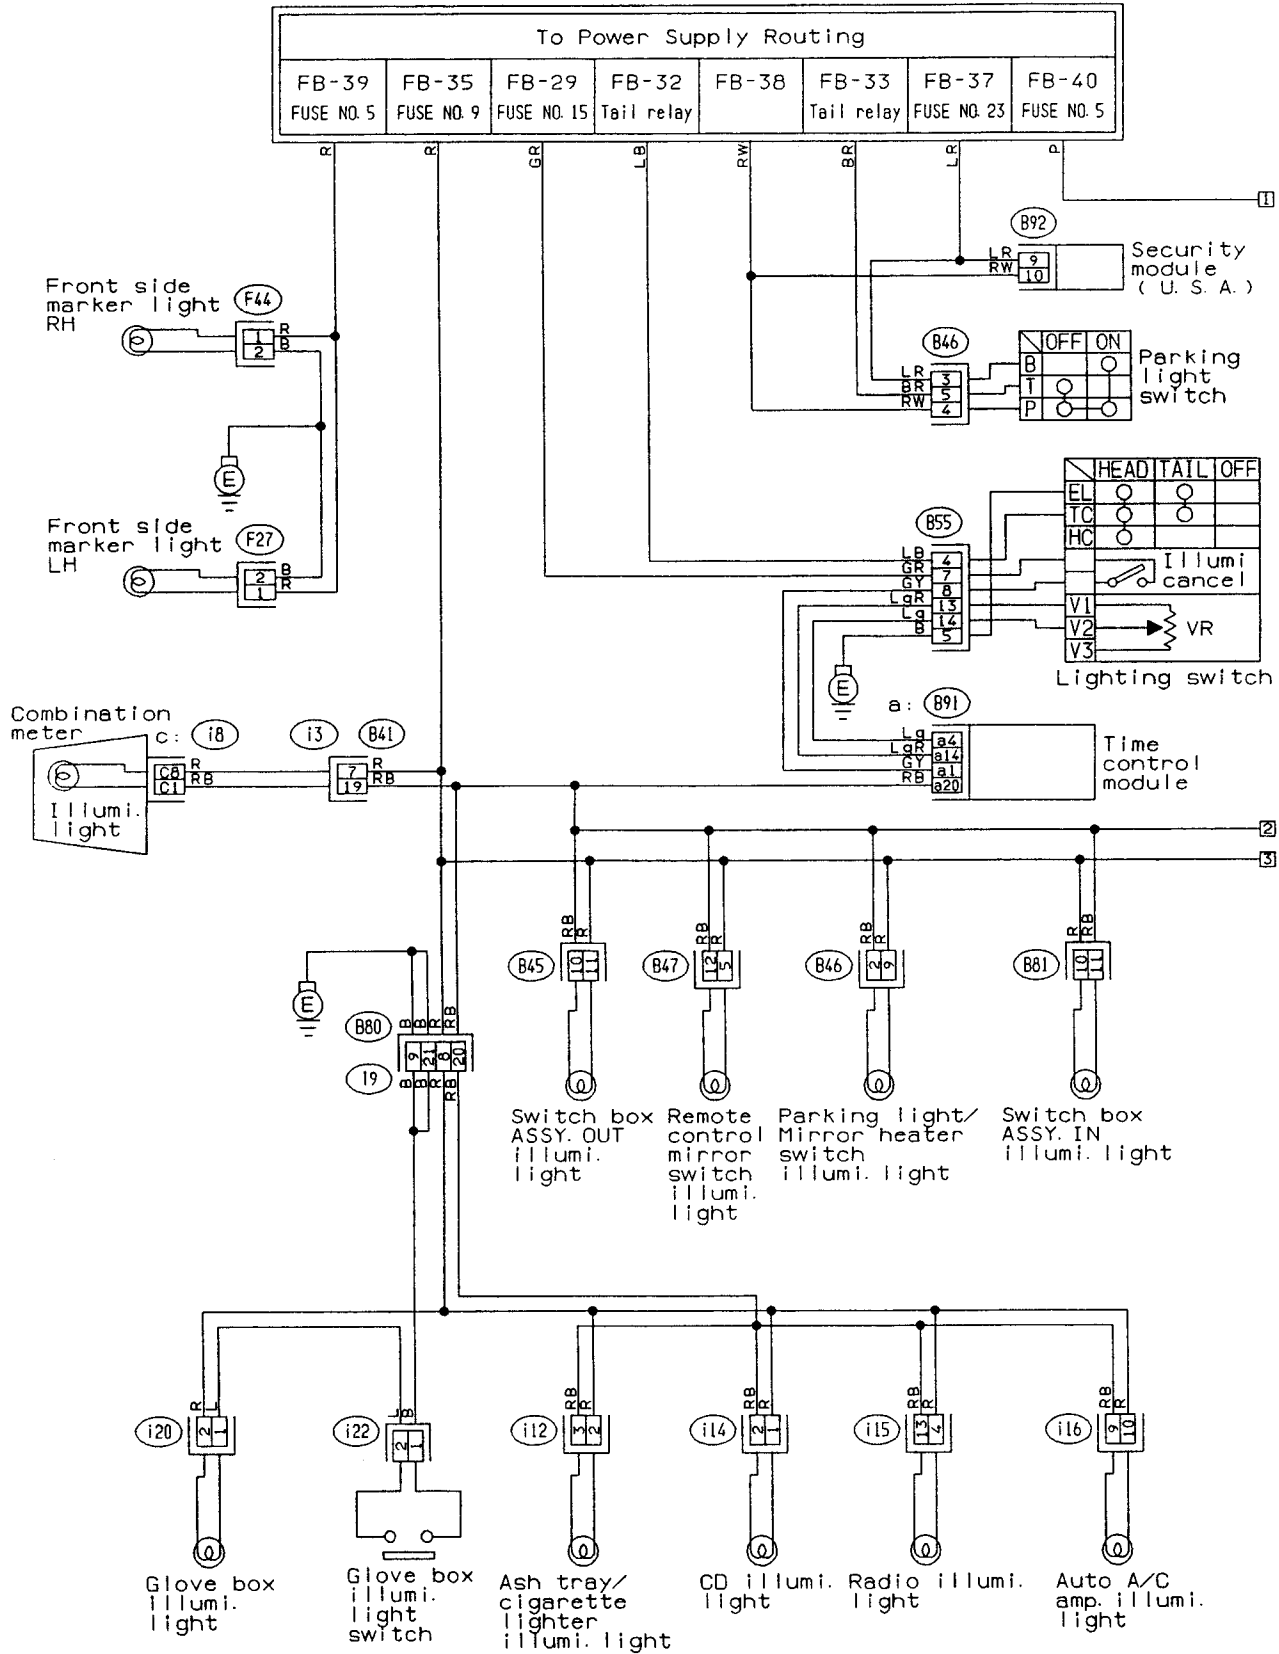 To Power Supply Routing
FB-39 FB-35 FB-29 FB-32 FB-38 FB-33 FB-37 FB-40
FUSE NO. 5 FUSE NO. 9 FUSE NO. 15 Tail relay Tail relay FUSE NO. 23 FUSE NO. 5
R R GR LB RW BR LR P
1
B92
LR 9
RW 10
Security
module
( U. S. A. )
Front side
marker light
RH
F44
1 R
2 B
B46
LR 3
BR 5
RW 4
OFF ON
B
T
P
Parking
light
switch
E
Front side
marker light
LH
F27
2 B
1 R
HEAD TAIL OFF
EL
TC
HC
Illumi
cancel
V1
V2
V3
VR
Lighting switch
B55
LB 4
GR 7
GY 8
LgR 13
Lg 14
B 5
E
a: B91
Lg a4
LgR a14
GY a1
RB a20
Time
control
module
Combination
meter
c: i8
i3 B41
C8 R 7 R
C1 RB 19 RB
Illumi.
light
2
3
RB R RB R RB R R RB
B45 10 11
B47 12 5
B46 2 9
B81 10 11
E
B B R RB
B80
9 21 8 20
i9
B B R RB
Switch box
ASSY. OUT
illumi.
light
Remote
control
mirror
switch
illumi.
light
Parking light/
Mirror heater
switch
illumi. light
Switch box
ASSY. IN
illumi. light
R L L B RB R RB R RB R RB R
i20 2 1
i22 2 1
i12 3 2
i14 2 1
i15 13 4
i16 9 10
Glove box
illumi.
light
Glove box
illumi.
light
switch
Ash tray/
cigarette
lighter
illumi. light
CD illumi.
light
Radio illumi.
light
Auto A/C
amp. illumi.
light